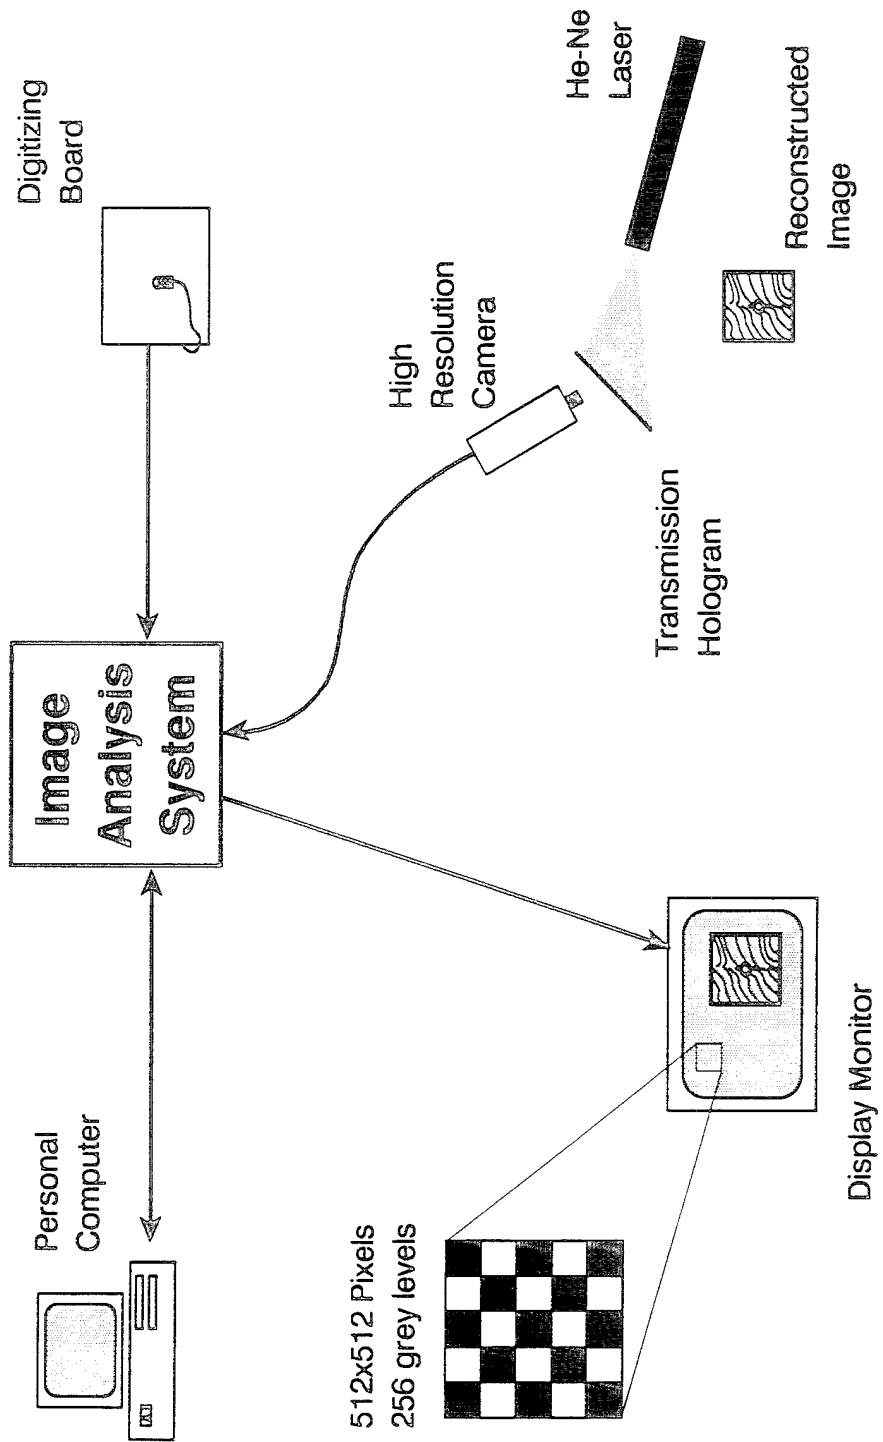 Personal
Computer
Image
Analysis
System
Digitizing
Board
512x512 Pixels
256 grey levels
High
Resolution
Camera
He-Ne
Laser
Transmission
Hologram
Reconstructed
Image
Display Monitor